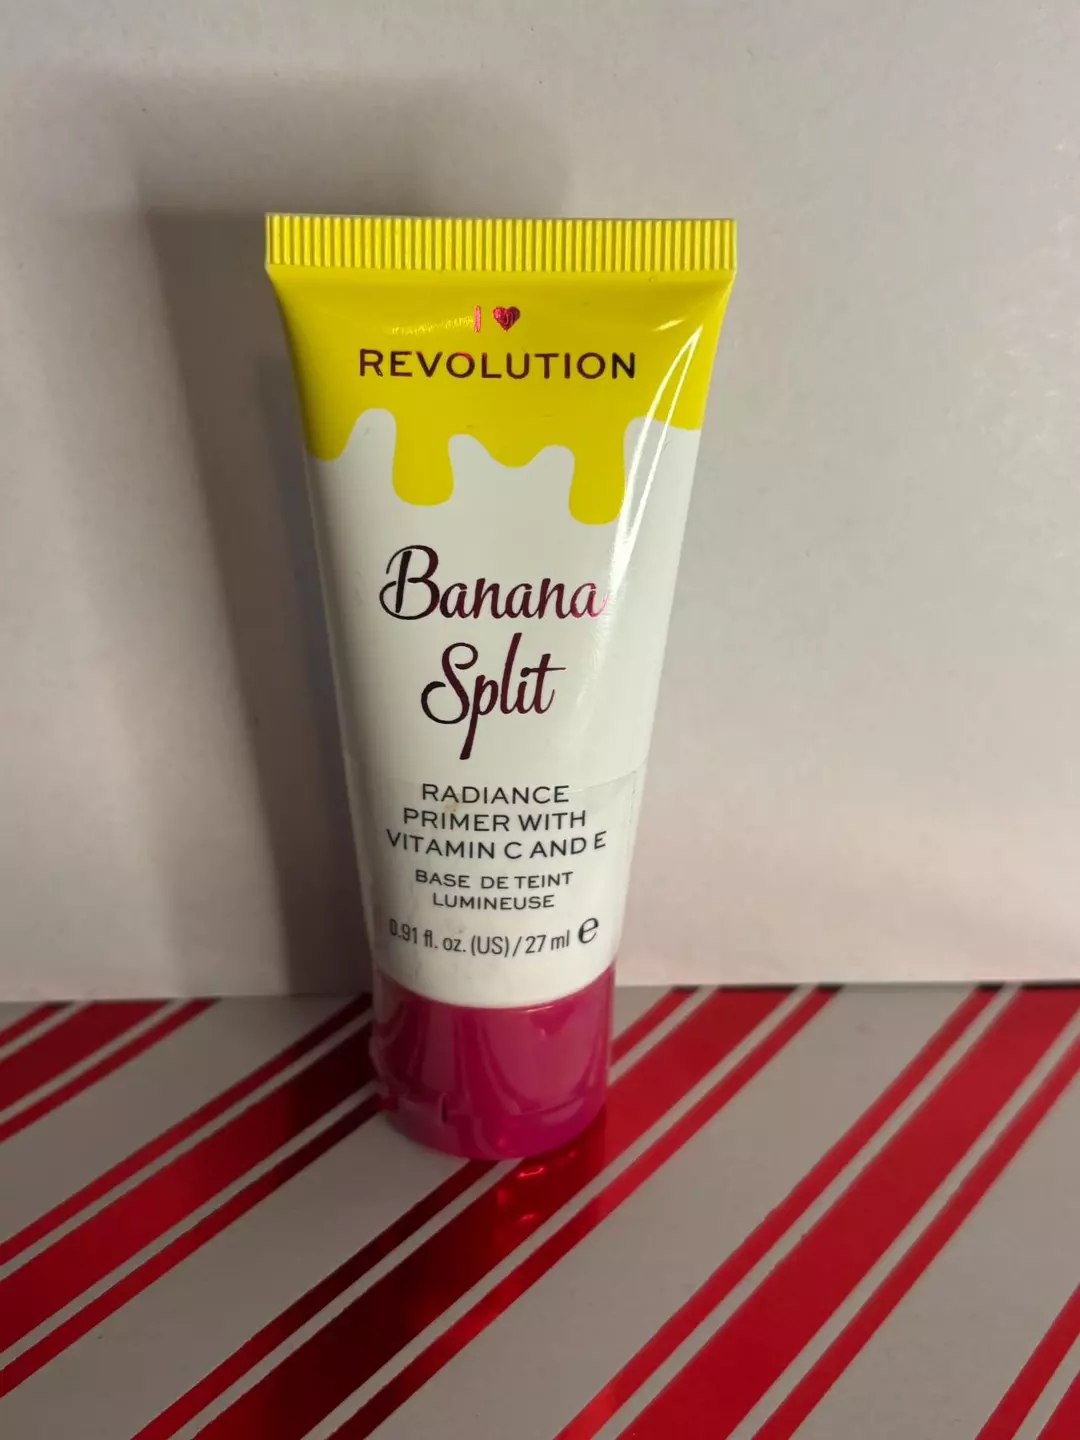 I ♥
REVOLUTION
Banana
Split
RADIANCE
PRIMER WITH
VITAMIN C AND E
BASE DE TEINT
LUMINEUSE
0.91 fl. oz. (US) / 27 ml ℮